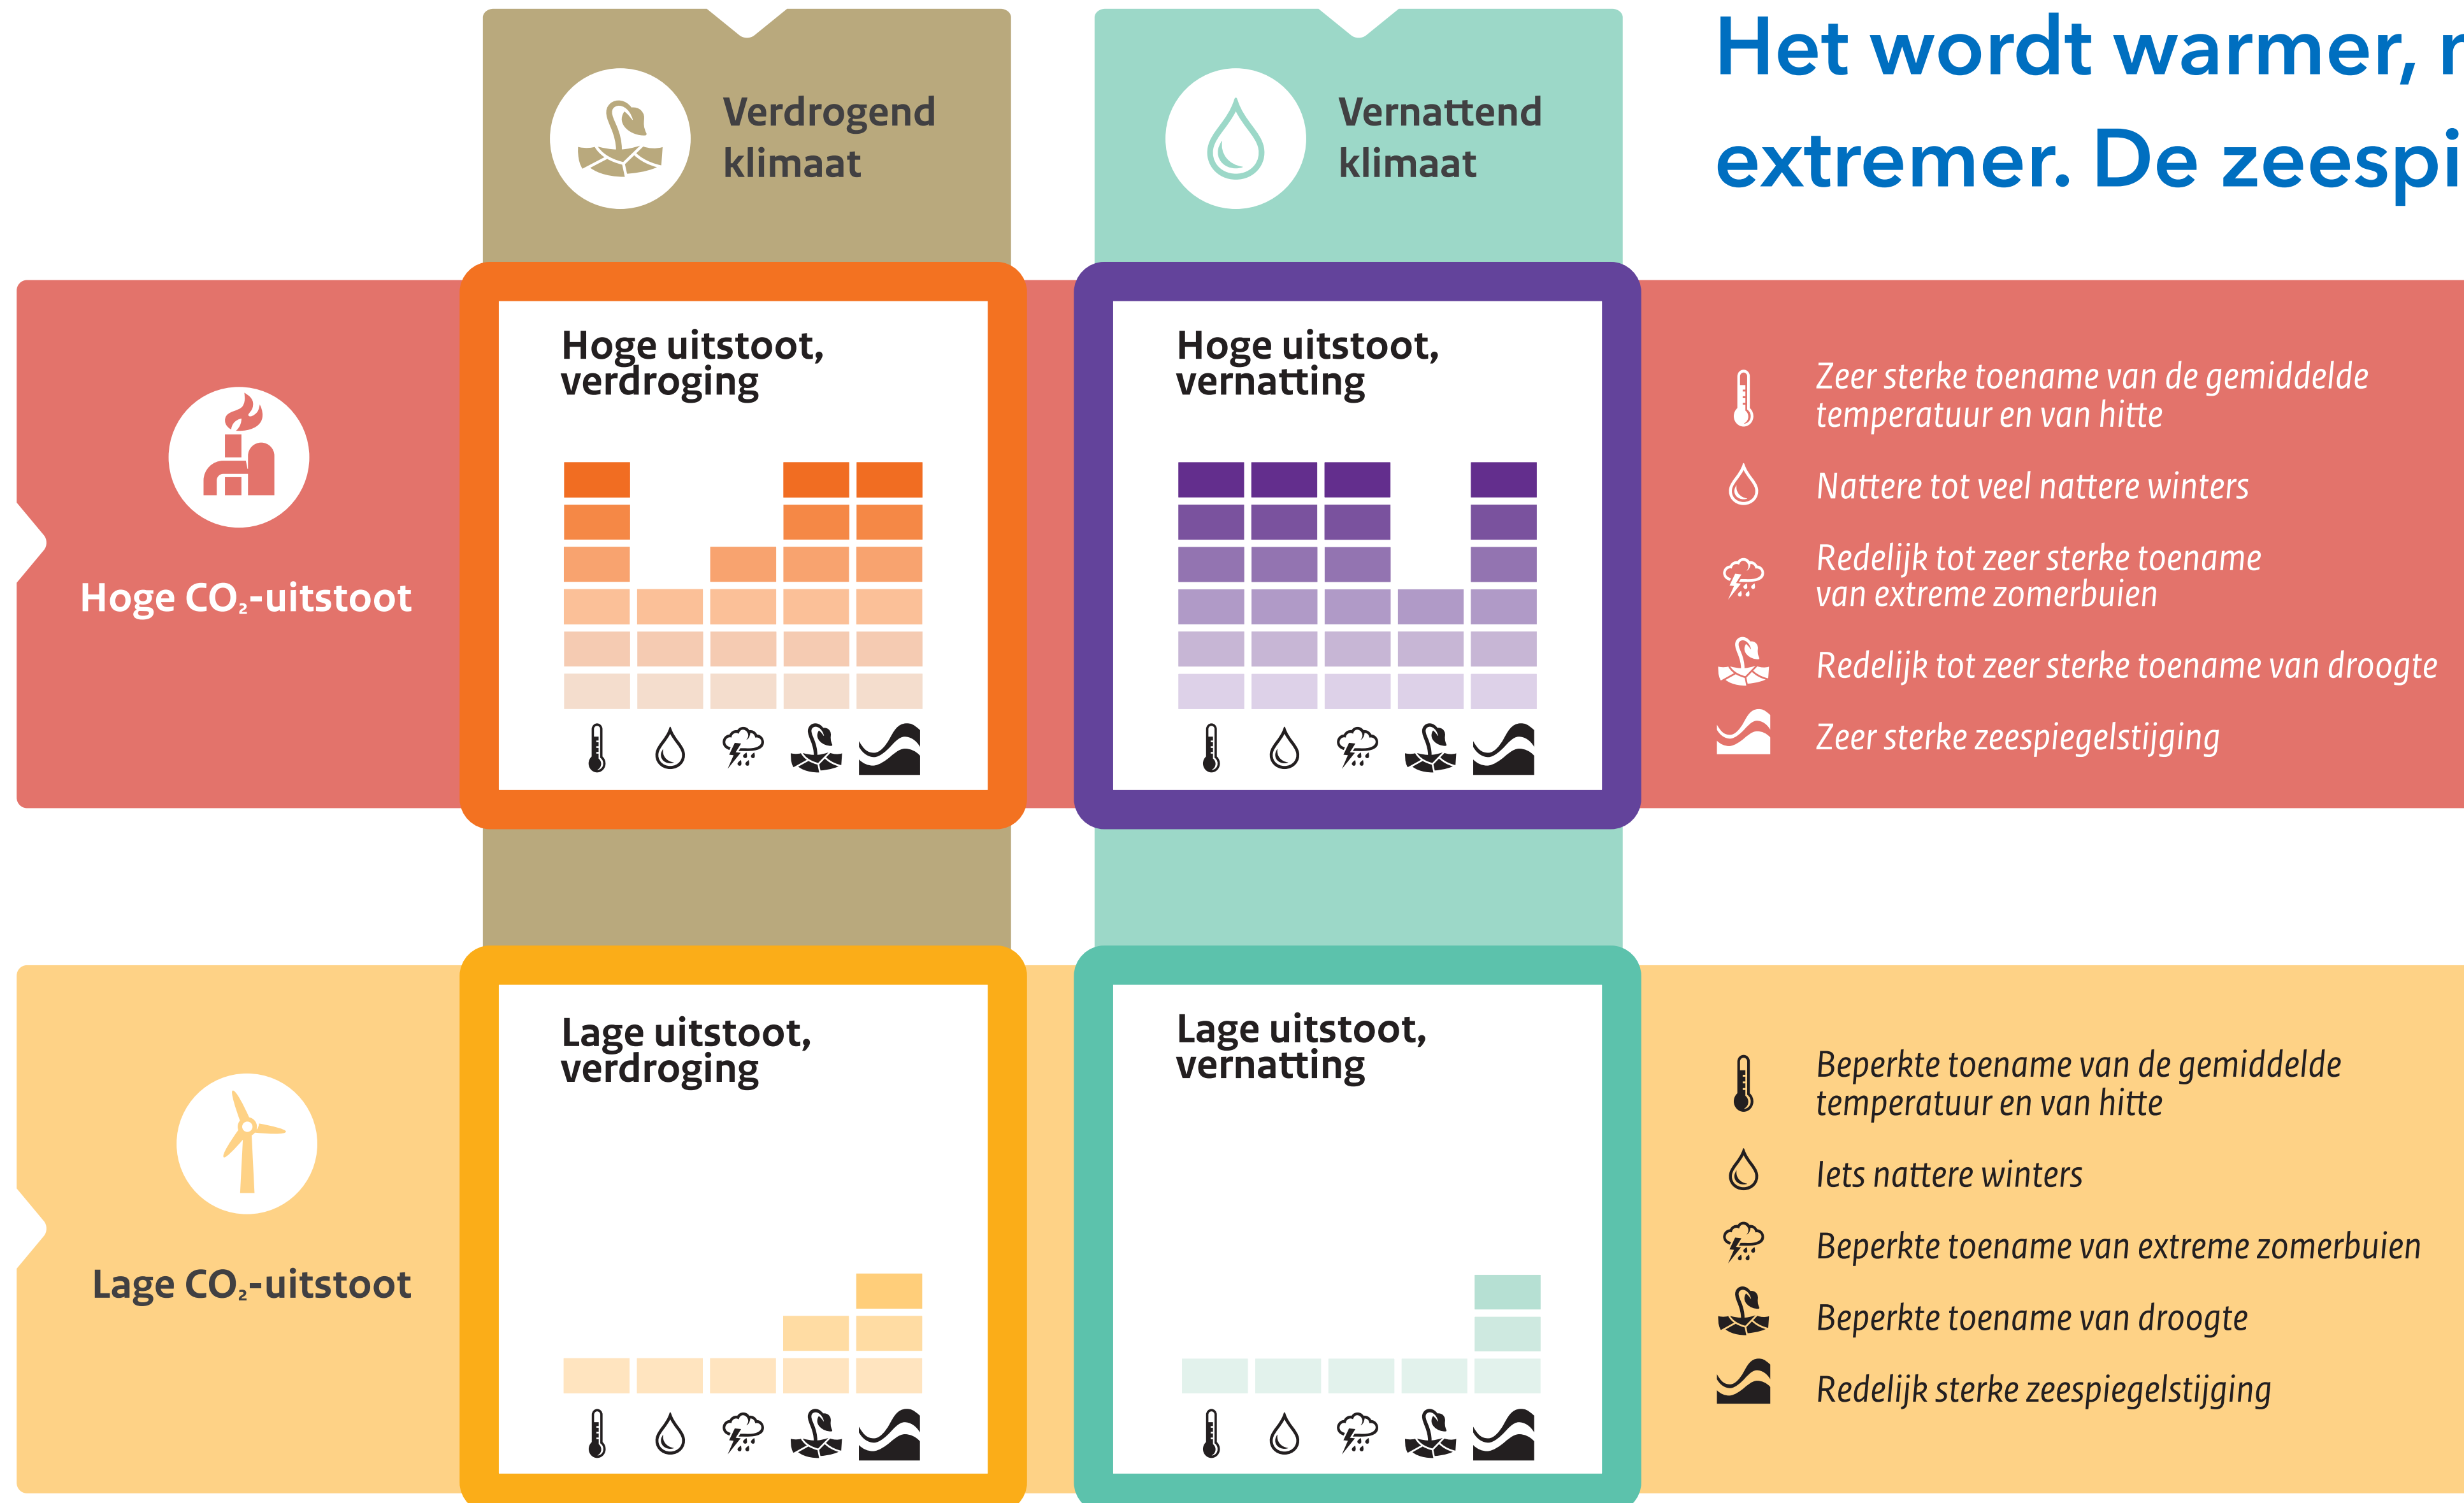 Verdrogend
klimaat
Vernattend
klimaat
Het wordt warmer,
extremer. De
Hoge CO₂-uitstoot
Hoge uitstoot,
verdroging
Hoge uitstoot,
vernatting
Zeer sterke toename van de gemiddelde
temperatuur en van hitte
Nattere tot veel nattere winters
Redelijk tot zeer sterke toename
van extreme zomerbuien
Redelijk tot zeer sterke toename van droogte
Zeer sterke zeespiegelstijging
Lage CO₂-uitstoot
Lage uitstoot,
verdroging
Lage uitstoot,
vernatting
Beperkte toename van de gemiddelde
temperatuur en van hitte
Iets nattere winters
Beperkte toename van extreme zomerbuien
Beperkte toename van droogte
Redelijk sterke zeespiegelstijging